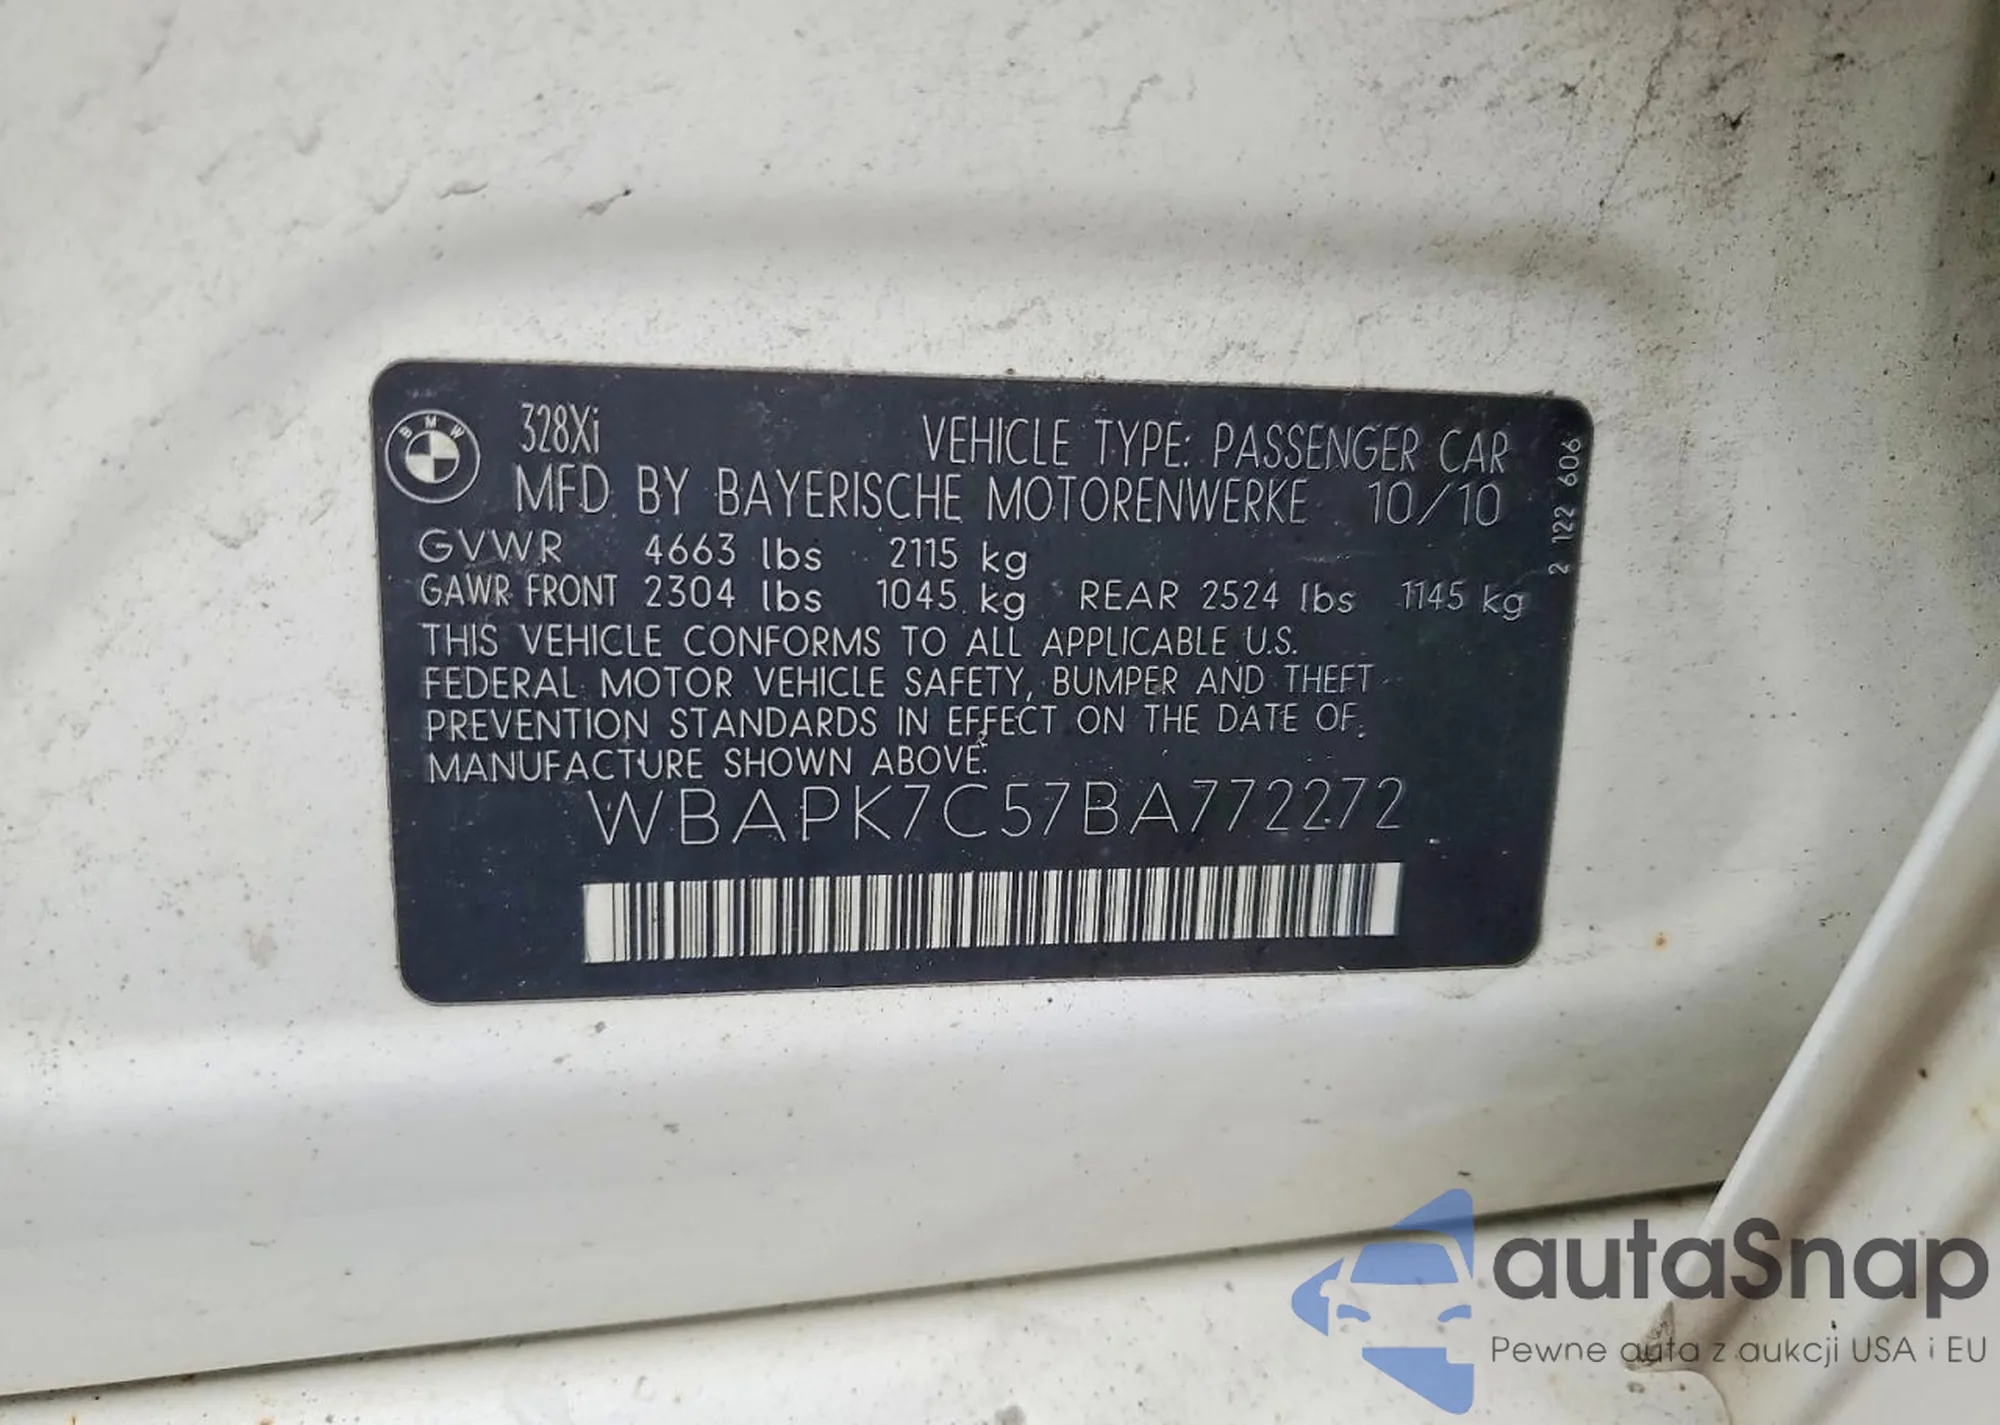 BMW
328Xi VEHICLE TYPE: PASSENGER CAR
MFD BY BAYERISCHE MOTORENWERKE 10/10
GVWR 4663 lbs 2115 kg
GAWR FRONT 2304 lbs 1045 kg REAR 2524 lbs 1145 kg
THIS VEHICLE CONFORMS TO ALL APPLICABLE U.S.
FEDERAL MOTOR VEHICLE SAFETY, BUMPER AND THEFT
PREVENTION STANDARDS IN EFFECT ON THE DATE OF
MANUFACTURE SHOWN ABOVE.
WBAPK7C57BA772272
2 122 606
autaSnap
Pewne auta z aukcji USA i EU